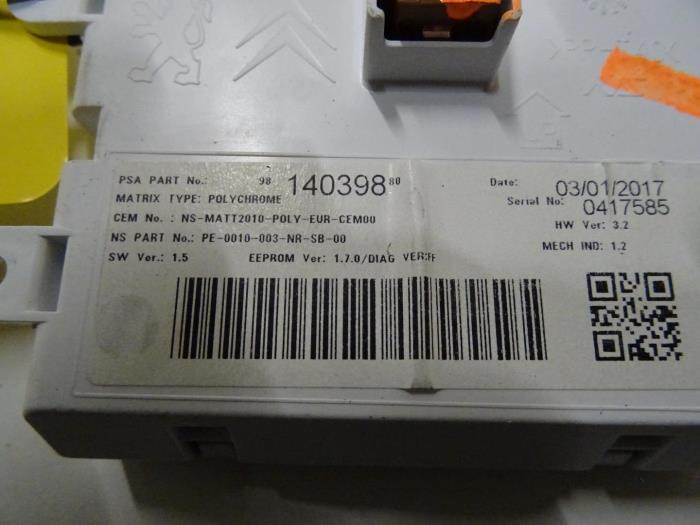 PSA PART No.: 98 140398 80
Date: 03/01/2017
MATRIX TYPE: POLYCHROME
Serial No: 0417585
CEM No.: NS-MATT2010-POLY-EUR-CEM00
HW Ver: 3.2
NS PART No.: PE-0010-003-NR-SB-00
MECH IND: 1.2
SW Ver.: 1.5 EEPROM Ver: 1.7.0/DIAG VER:FF